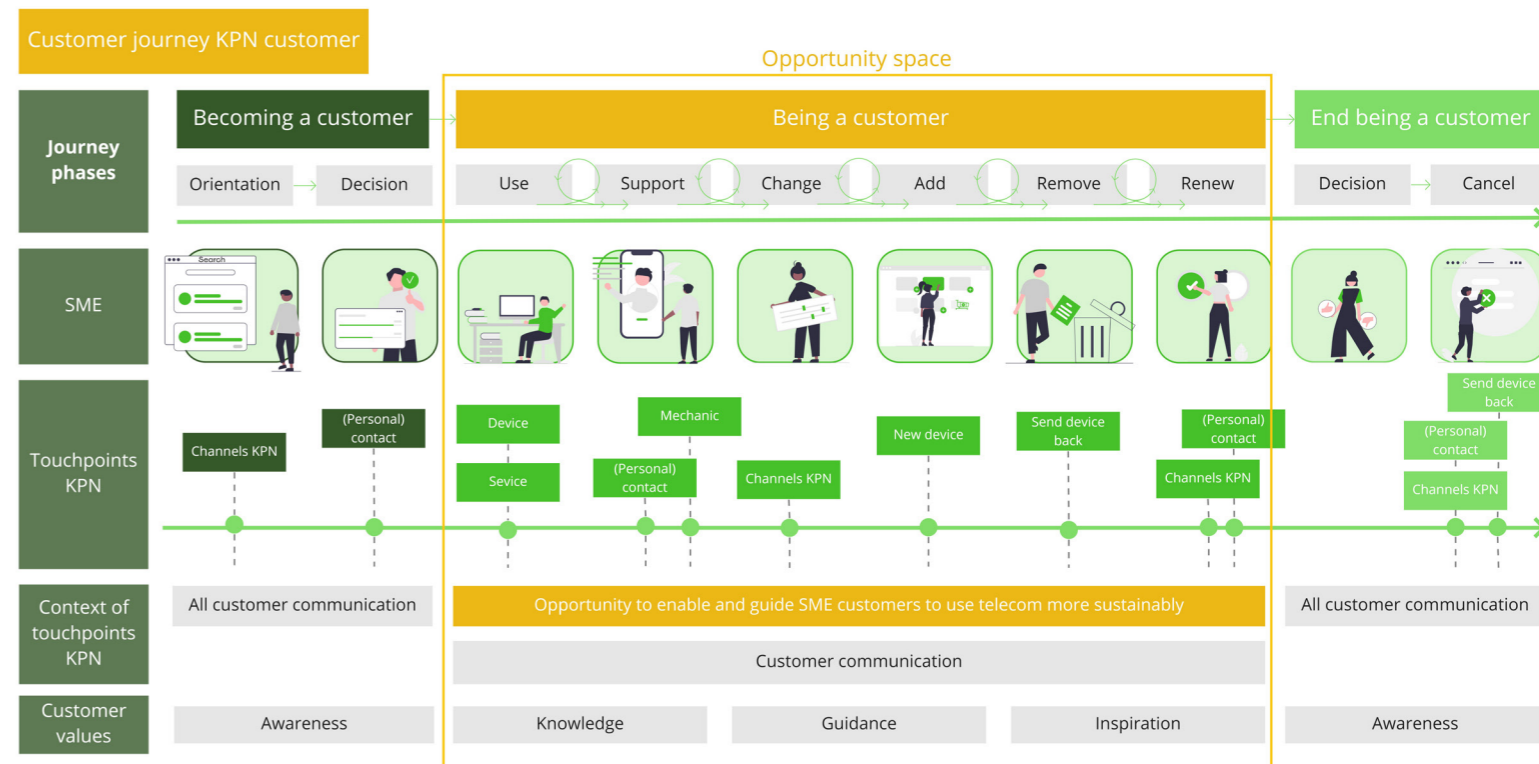 Customer journey KPN customer
Opportunity space
Journey
phases
Becoming a customer
Being a customer
End being a customer
Orientation
Decision
Use
Support
Change
Add
Remove
Renew
Decision
Cancel
SME
Search
Touchpoints
KPN
Channels KPN
(Personal)
contact
Device
Sevice
Mechanic
(Personal)
contact
Channels KPN
New device
Send device
back
(Personal)
contact
Channels KPN
Send device
back
(Personal)
contact
Channels KPN
Context of
touchpoints
KPN
All customer communication
Opportunity to enable and guide SME customers to use telecom more sustainably
All customer communication
Customer communication
Customer
values
Awareness
Knowledge
Guidance
Inspiration
Awareness